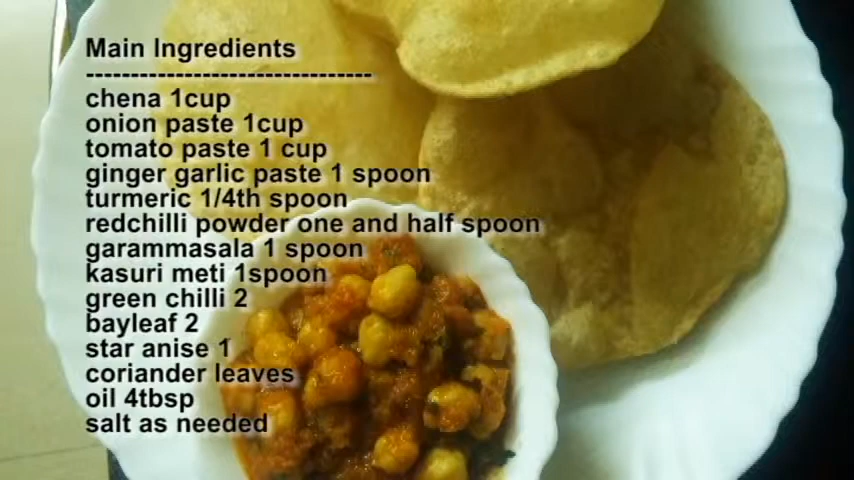 Main Ingredients
--------------------------------
chena 1cup
onion paste 1cup
tomato paste 1 cup
ginger garlic paste 1 spoon
turmeric 1/4th spoon
redchilli powder one and half spoon
garammasala 1 spoon
kasuri meti 1spoon
green chilli 2
bayleaf 2
star anise 1
coriander leaves
oil 4tbsp
salt as needed